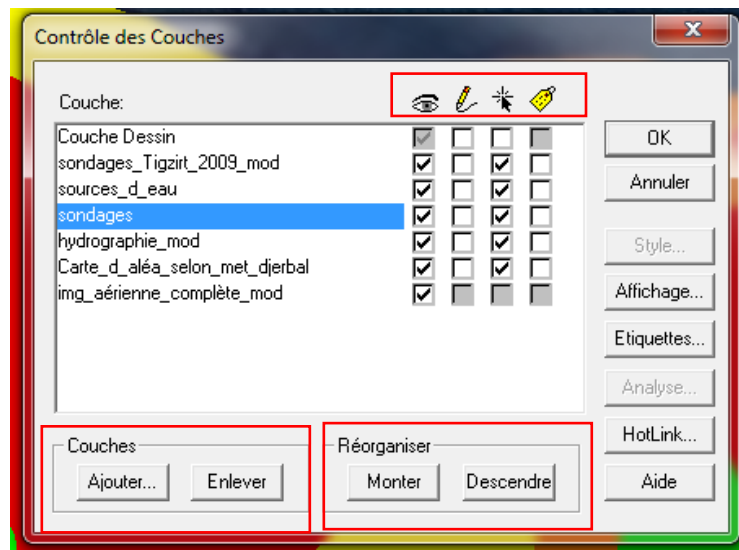 Contrôle des Couches
Couche:
Couche Dessin
sondages_Tigzirt_2009_mod
sources_d_eau
sondages
hydrographie_mod
Carte_d_aléa_selon_met_djerbal
img_aérienne_complète_mod
OK
Annuler
Style...
Affichage...
Etiquettes...
Analyse...
HotLink...
Aide
Couches
Ajouter...
Enlever
Réorganiser
Monter
Descendre